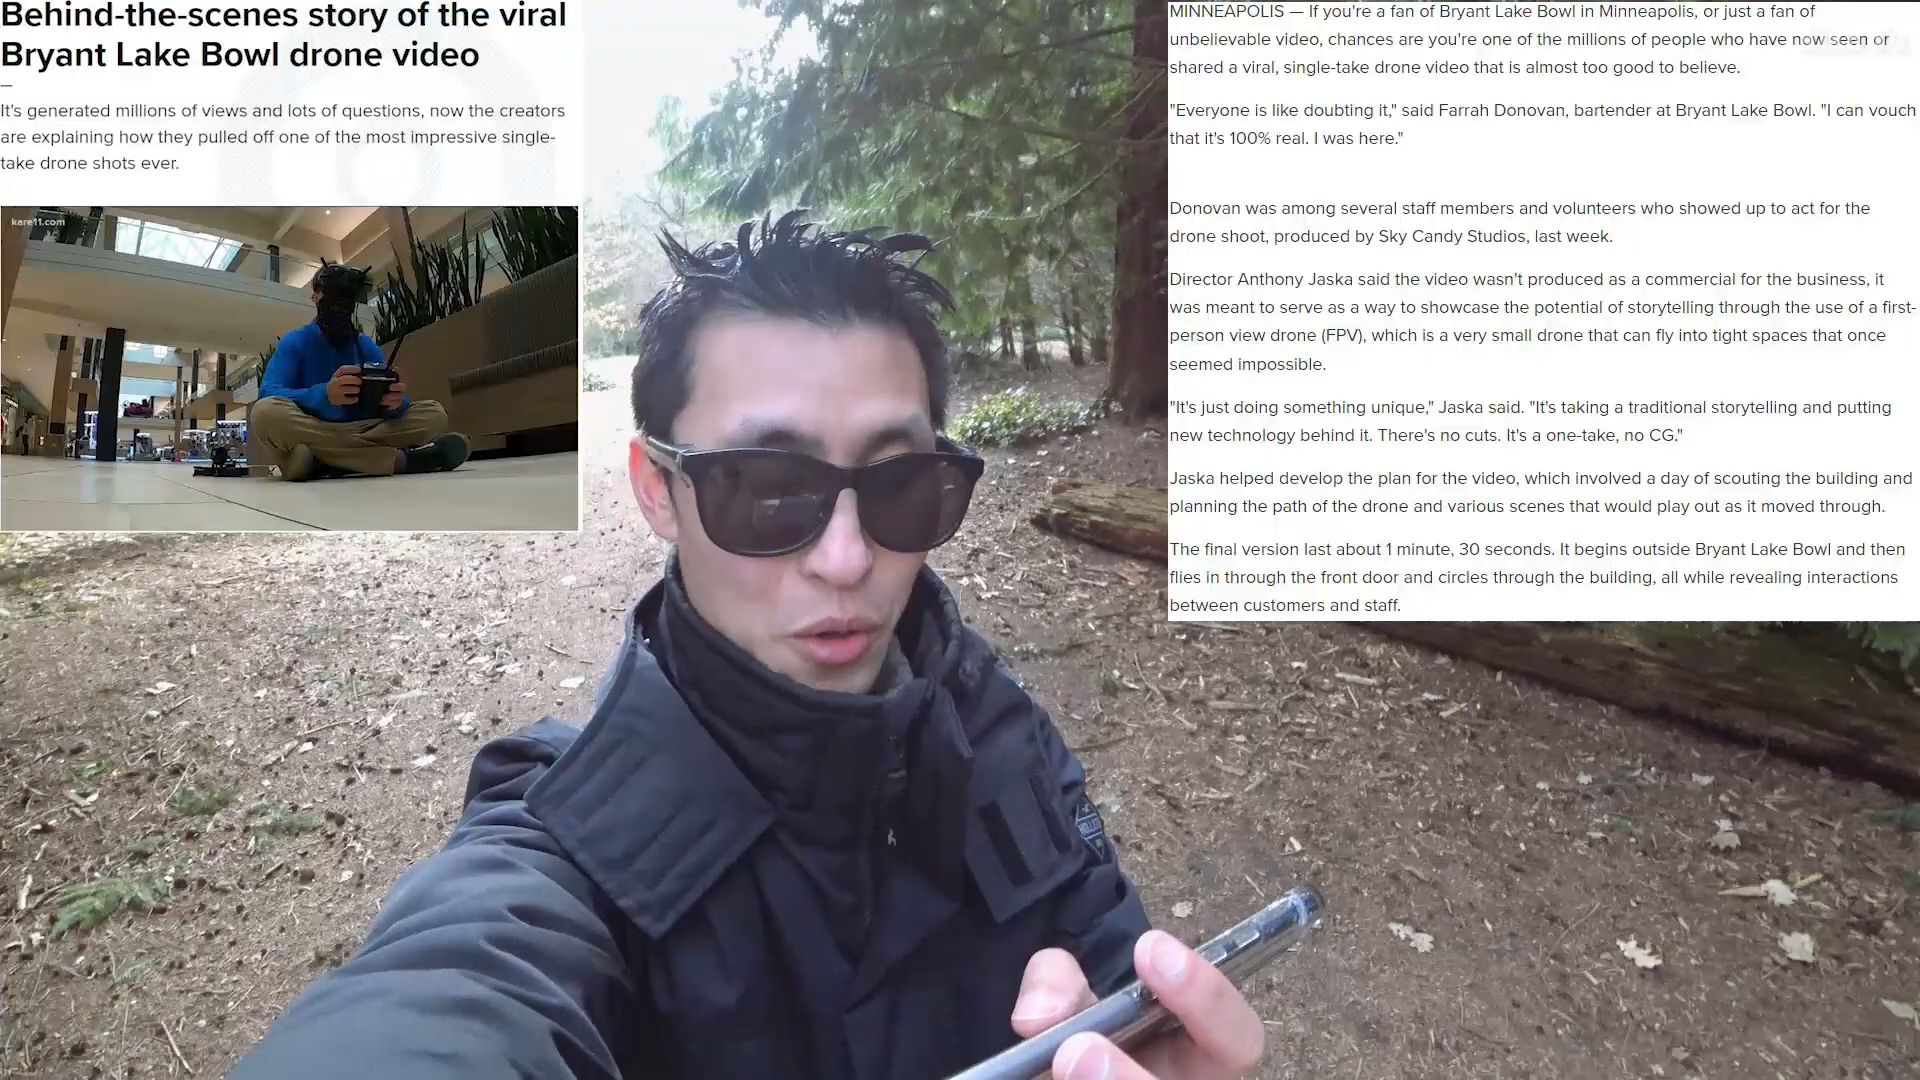 Behind-the-scenes story of the viral
Bryant Lake Bowl drone video
—
It's generated millions of views and lots of questions, now the creators
are explaining how they pulled off one of the most impressive single-
take drone shots ever.
kare11.com
MINNEAPOLIS — If you're a fan of Bryant Lake Bowl in Minneapolis, or just a fan of
unbelievable video, chances are you're one of the millions of people who have now seen or
shared a viral, single-take drone video that is almost too good to believe.
"Everyone is like doubting it," said Farrah Donovan, bartender at Bryant Lake Bowl. "I can vouch
that it's 100% real. I was here."
Donovan was among several staff members and volunteers who showed up to act for the
drone shoot, produced by Sky Candy Studios, last week.
Director Anthony Jaska said the video wasn't produced as a commercial for the business, it
was meant to serve as a way to showcase the potential of storytelling through the use of a first-
person view drone (FPV), which is a very small drone that can fly into tight spaces that once
seemed impossible.
"It's just doing something unique," Jaska said. "It's taking a traditional storytelling and putting
new technology behind it. There's no cuts. It's a one-take, no CG."
Jaska helped develop the plan for the video, which involved a day of scouting the building and
planning the path of the drone and various scenes that would play out as it moved through.
The final version last about 1 minute, 30 seconds. It begins outside Bryant Lake Bowl and then
flies in through the front door and circles through the building, all while revealing interactions
between customers and staff.